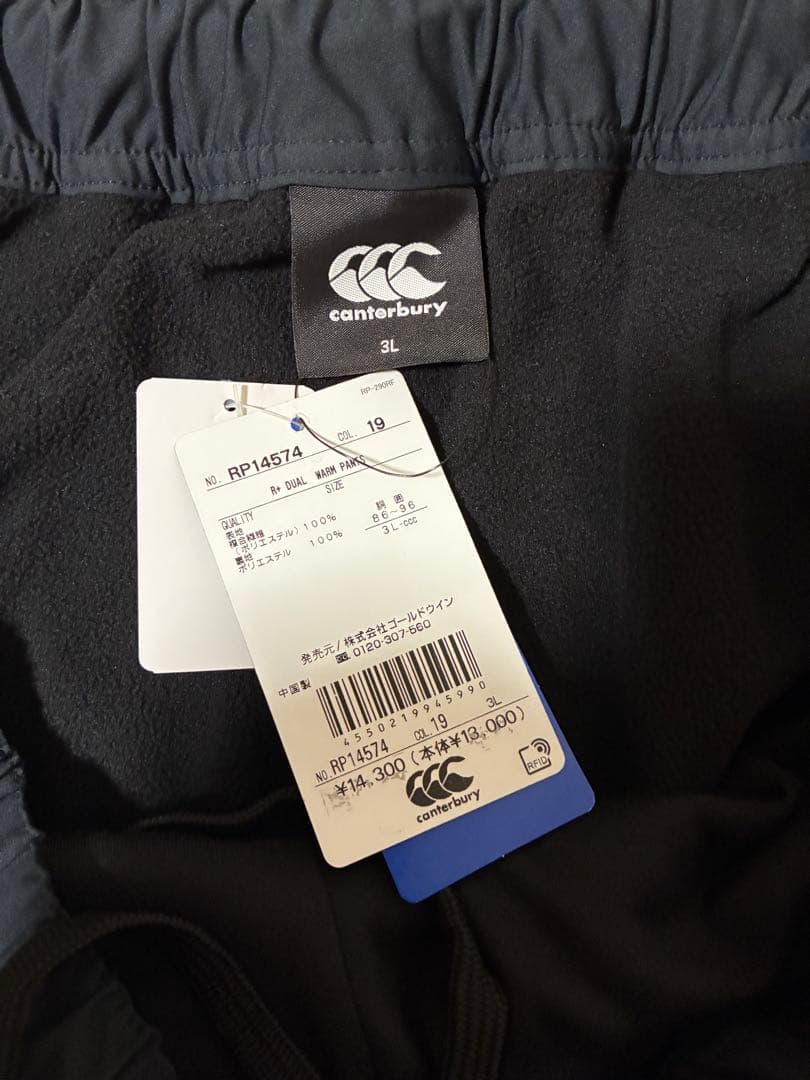 canterbury
3L
RP-290RF
NO. RP14574 COL. 19
R+ DUAL WARM PANTS
QUALITY SIZE
表地 胴囲
複合繊維 86~96
(ポリエステル) 100% 3L-ccc
裏地
ポリエステル 100%
発売元/株式会社ゴールドウイン
0120-307-560
中国製
4550219945990
NO. RP14574 COL. 19 3L
¥14,300 (本体¥13,000)
canterbury
RFID